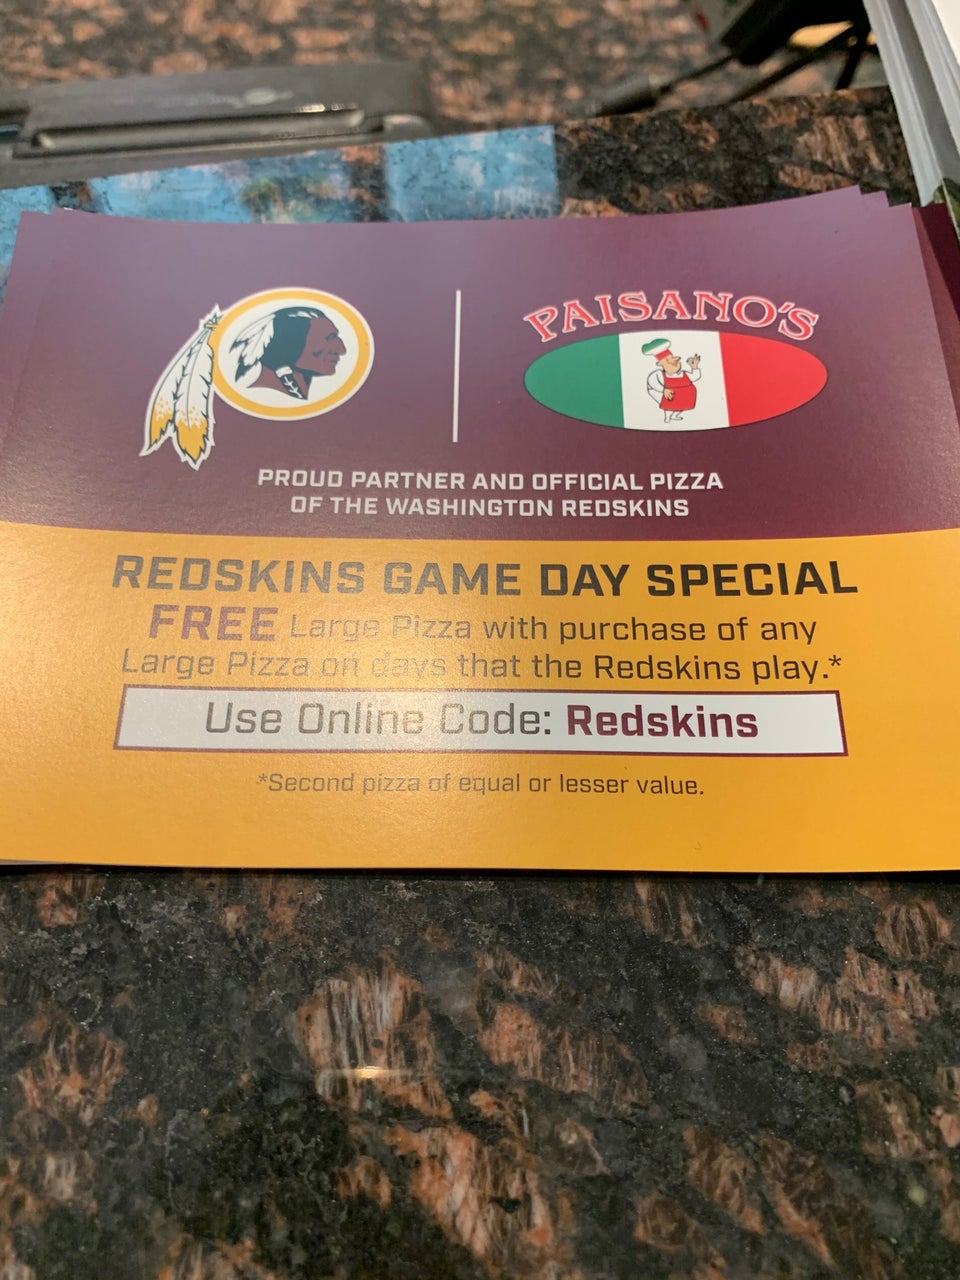 PAISANO'S
PROUD PARTNER AND OFFICIAL PIZZA
OF THE WASHINGTON REDSKINS
REDSKINS GAME DAY SPECIAL
FREE Large Pizza with purchase of any
Large Pizza on days that the Redskins play.*
Use Online Code: Redskins
*Second pizza of equal or lesser value.